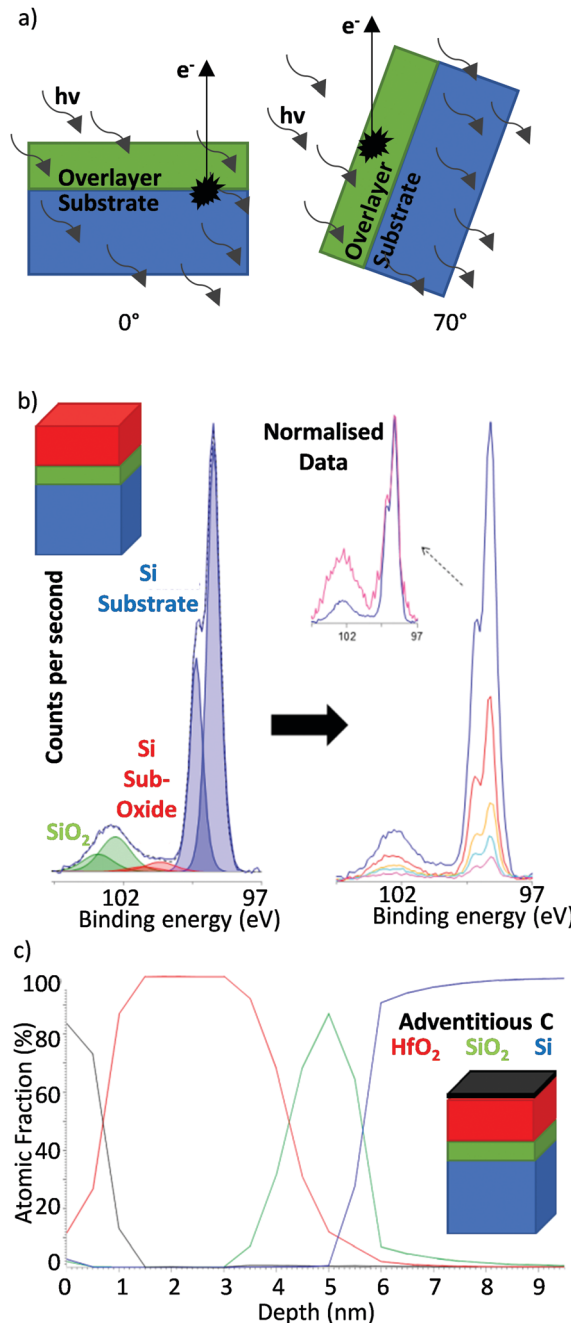 a)
e-
hv
Overlayer
Substrate
0°
e-
hv
Overlayer
Substrate
70°
b)
Counts per second
Si
Substrate
Si
Sub-
Oxide
SiO2
102 97
Binding energy (eV)
Normalised
Data
102 97
102 97
Binding energy (eV)
c)
Atomic Fraction (%)
100
80
60
40
20
0
0 1 2 3 4 5 6 7 8 9
Depth (nm)
Adventitious C
HfO2 SiO2 Si